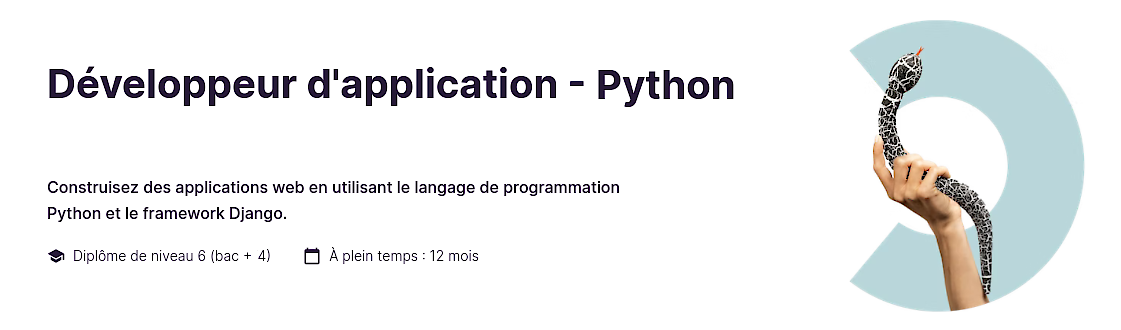 Développeur d'application - Python
Construisez des applications web en utilisant le langage de programmation
Python et le framework Django.
Diplôme de niveau 6 (bac + 4) À plein temps : 12 mois